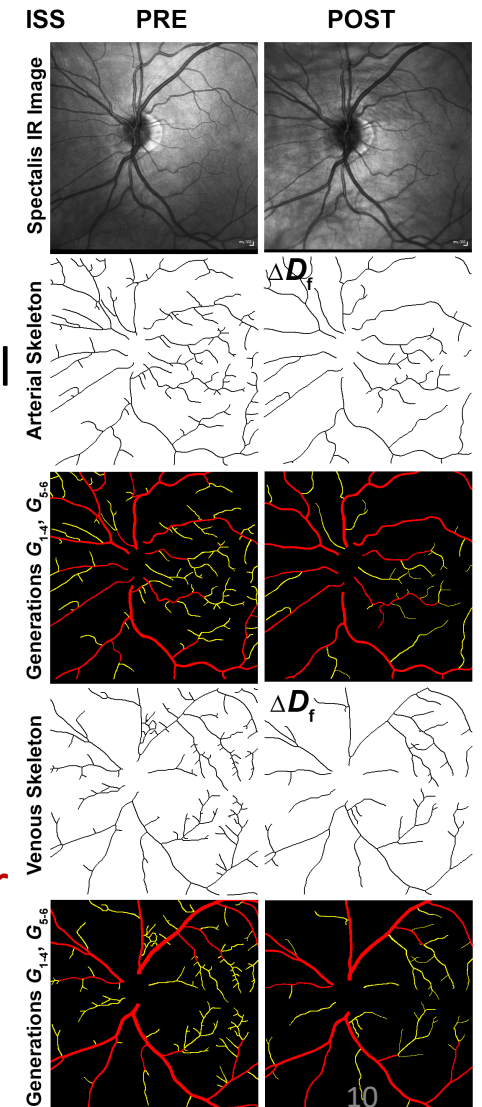 ISS PRE POST
Spectalis IR Image
Arterial Skeleton
ΔDf
Generations G1-4, G5-6
Venous Skeleton
ΔDf
Generations G1-4, G5-6
10